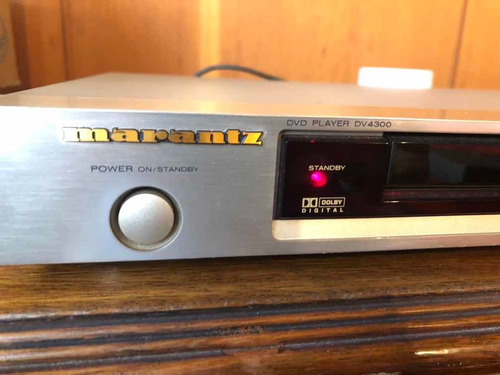 DVD PLAYER DV4300
marantz
POWER ON/STANDBY
STANDBY
DOLBY
DIGITAL